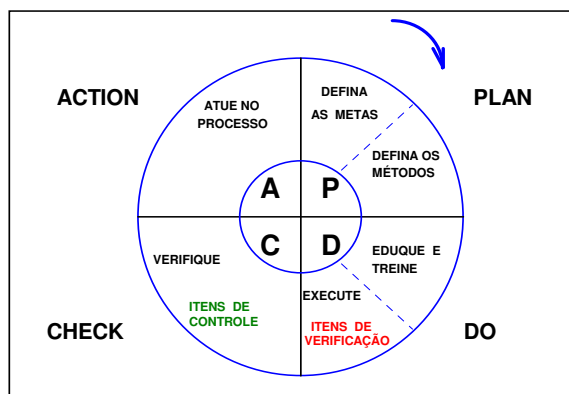 ACTION
ATUE NO
PROCESSO
DEFINA
AS METAS
PLAN
DEFINA OS
MÉTODOS
A
P
C
D
VERIFIQUE
ITENS DE
CONTROLE
EDUQUE E
TREINE
EXECUTE
ITENS DE
VERIFICAÇÃO
CHECK
DO